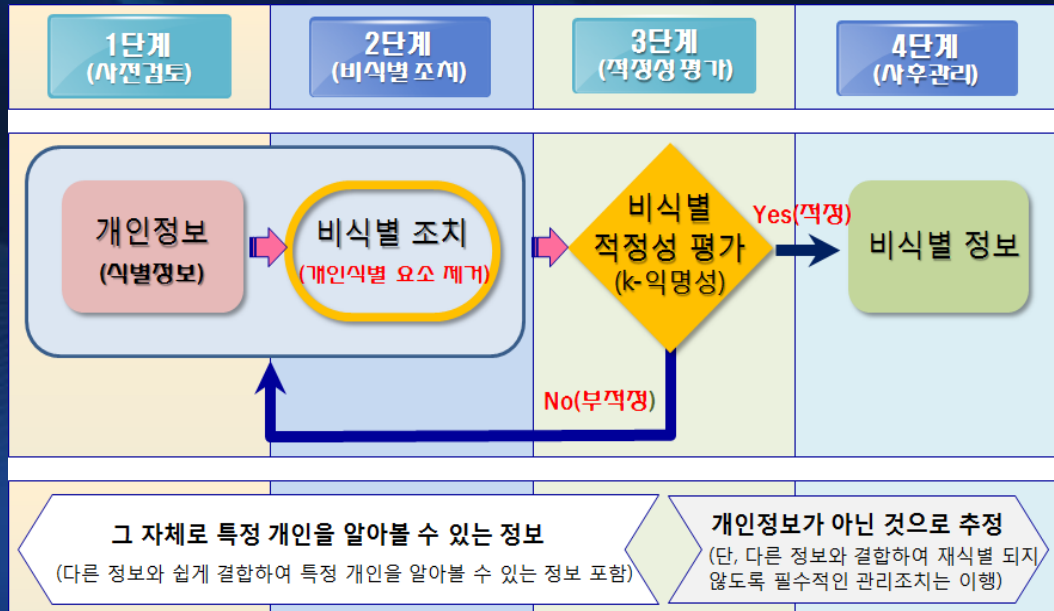 1단계
(사전검토)
2단계
(비식별 조치)
3단계
(적정성 평가)
4단계
(사후관리)
개인정보
(식별정보)
비식별 조치
(개인식별 요소 제거)
비식별
적정성 평가
(k-익명성)
Yes(적정)
비식별 정보
No(부적정)
그 자체로 특정 개인을 알아볼 수 있는 정보
(다른 정보와 쉽게 결합하여 특정 개인을 알아볼 수 있는 정보 포함)
개인정보가 아닌 것으로 추정
(단, 다른 정보와 결합하여 재식별 되지
않도록 필수적인 관리조치는 이행)